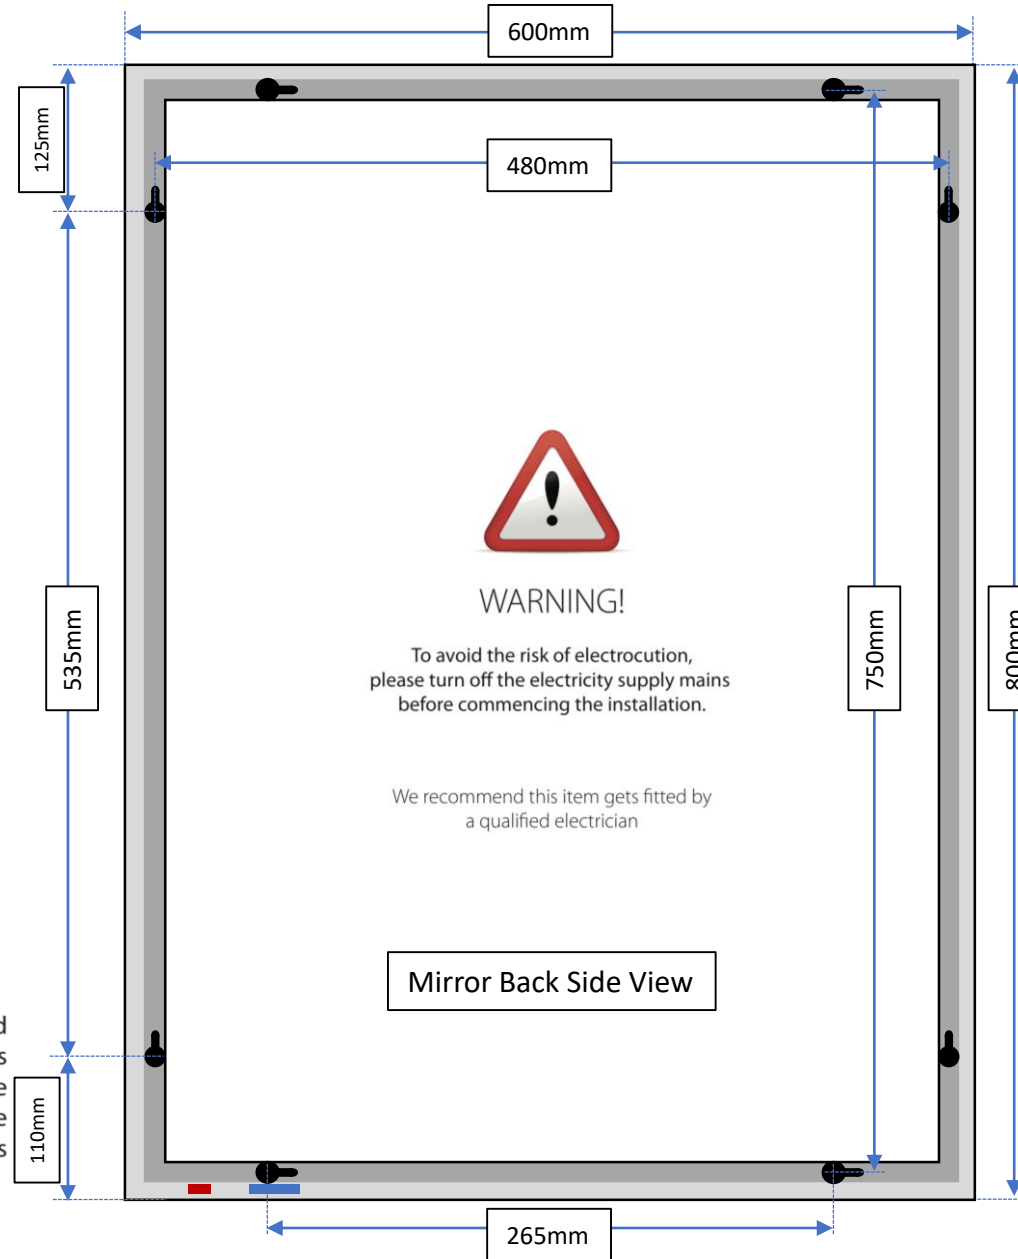 600mm
125mm
480mm
535mm
750mm
800mm
WARNING!
To avoid the risk of electrocution,
please turn off the electricity supply mains
before commencing the installation.
We recommend this item gets fitted by
a qualified electrician
Mirror Back Side View
110mm
265mm